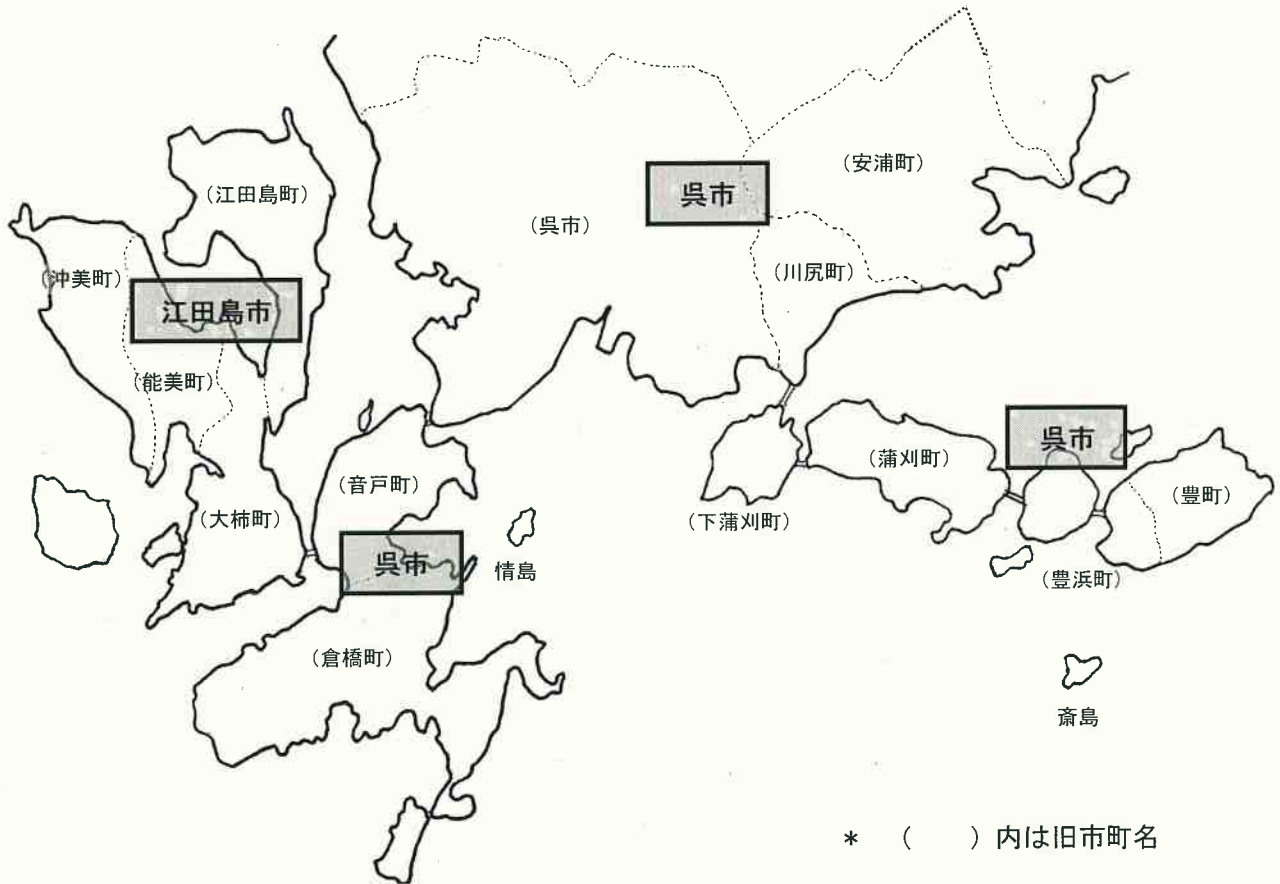 (安浦町)
(江田島町)
呉市
(呉市)
(川尻町)
(沖美町)
江田島市
(能美町)
呉市
(蒲刈町)
(豊町)
(音戸町)
(大柿町)
(下蒲刈町)
呉市
情島
(豊浜町)
(倉橋町)
斎島
* (　　)内は旧市町名